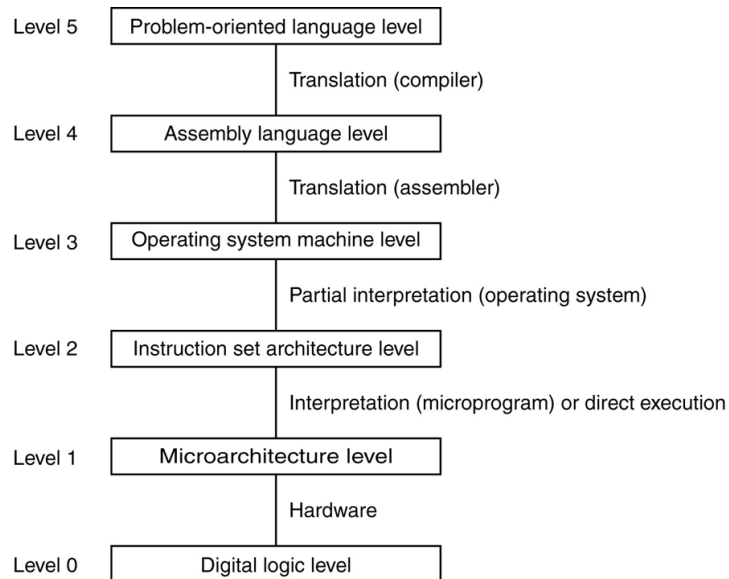 Level 5 Problem-oriented language level
Translation (compiler)
Level 4 Assembly language level
Translation (assembler)
Level 3 Operating system machine level
Partial interpretation (operating system)
Level 2 Instruction set architecture level
Interpretation (microprogram) or direct execution
Level 1 Microarchitecture level
Hardware
Level 0 Digital logic level